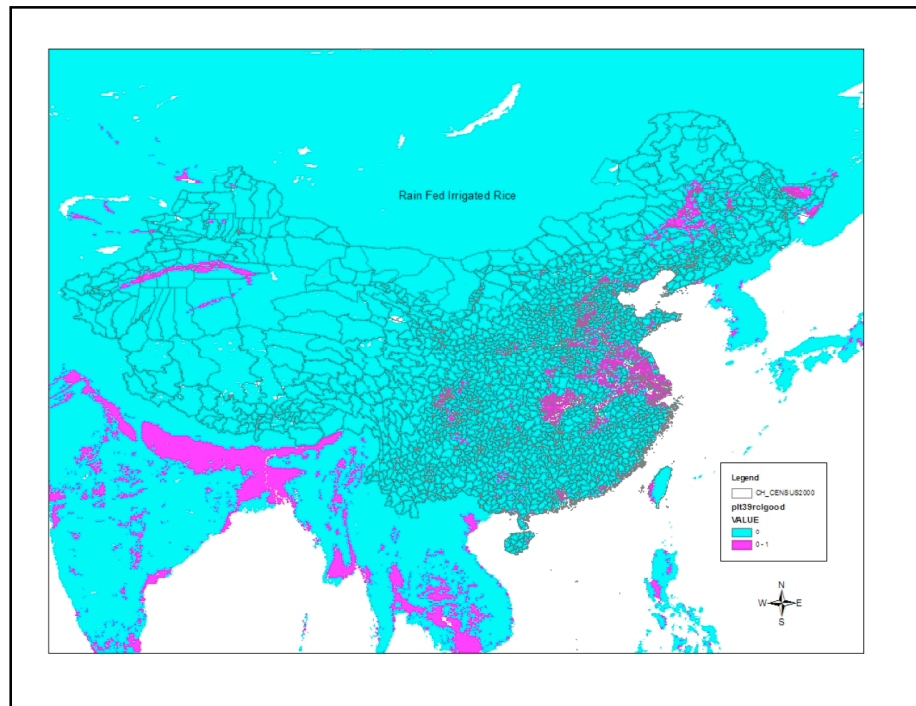 Rain Fed Irrigated Rice
Legend
CH_CENSUS2000
plt39rclgood
VALUE
0
0 - 1
N
W E
S